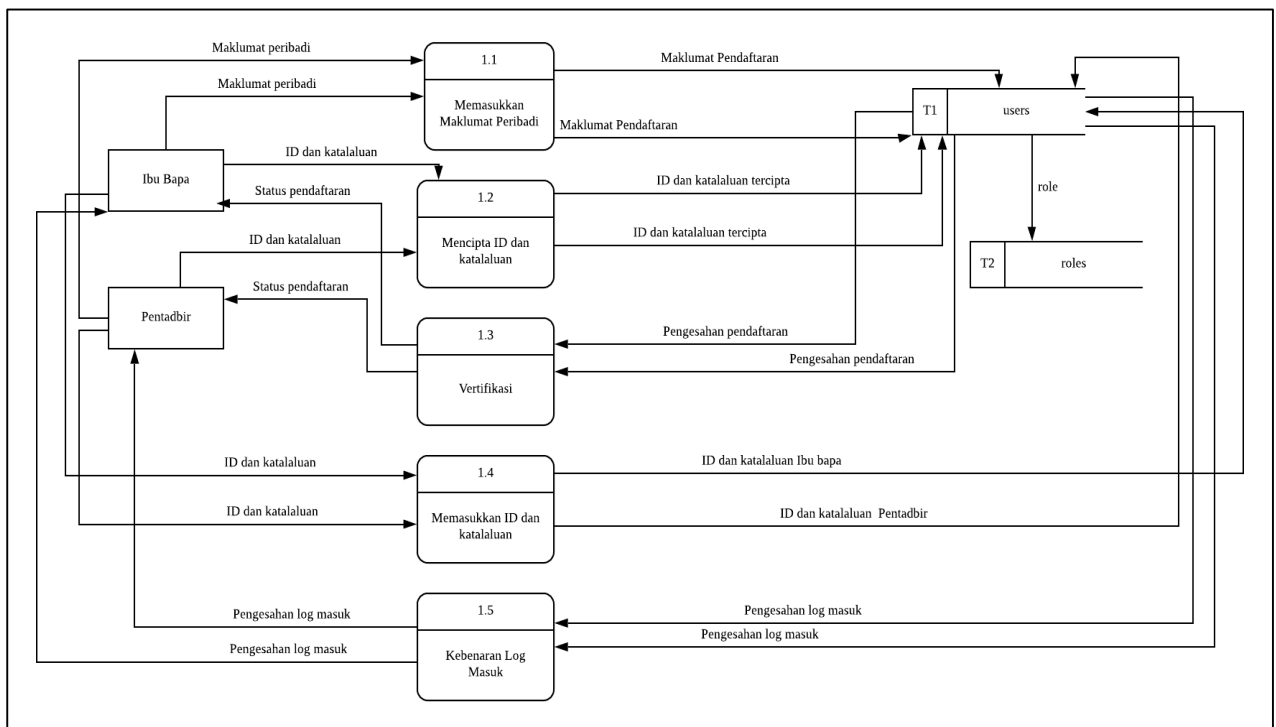 Maklumat peribadi
1.1
Maklumat Pendaftaran
Maklumat peribadi
Memasukkan
Maklumat Peribadi
T1
users
Maklumat Pendaftaran
ID dan katalaluan
Ibu Bapa
Status pendaftaran
1.2
ID dan katalaluan tercipta
role
ID dan katalaluan
Mencipta ID dan
katalaluan
ID dan katalaluan tercipta
T2
roles
Status pendaftaran
Pentadbir
1.3
Pengesahan pendaftaran
Pengesahan pendaftaran
Vertifikasi
ID dan katalaluan
1.4
ID dan katalaluan Ibu bapa
ID dan katalaluan
Memasukkan ID dan
katalaluan
ID dan katalaluan Pentadbir
Pengesahan log masuk
1.5
Pengesahan log masuk
Pengesahan log masuk
Pengesahan log masuk
Kebenaran Log
Masuk